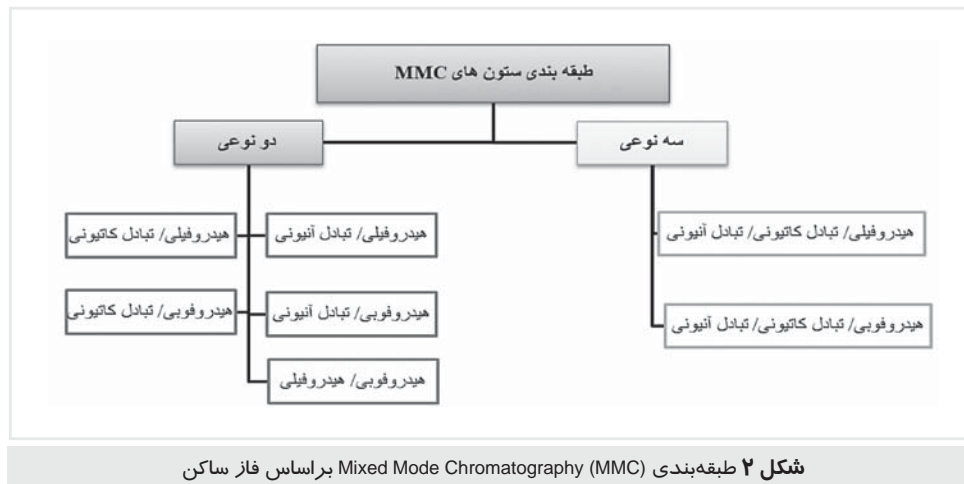 طبقه بندی ستون های MMC
سه نوعی
دو نوعی
هیدروفیلی/ تبادل کاتیونی/ تبادل آنیونی
هیدروفوبی/ تبادل کاتیونی/ تبادل آنیونی
هیدروفیلی/ تبادل آنیونی
هیدروفیلی/ تبادل کاتیونی
هیدروفوبی/ تبادل آنیونی
هیدروفوبی/ تبادل کاتیونی
هیدروفوبی/ هیدروفیلی
شکل ۲ طبقه‌بندی Mixed Mode Chromatography (MMC) براساس فاز ساکن